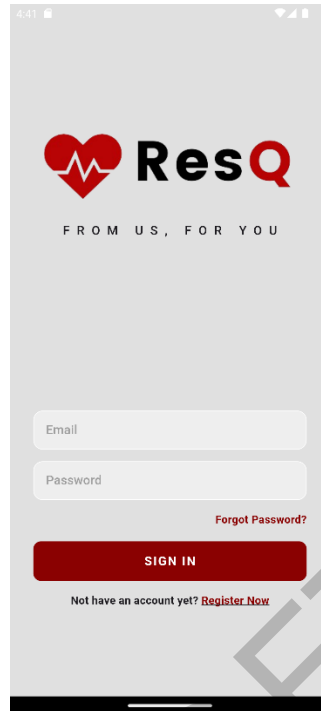 4:41
ResQ
FROM US, FOR YOU
Email
Password
Forgot Password?
SIGN IN
Not have an account yet? Register Now